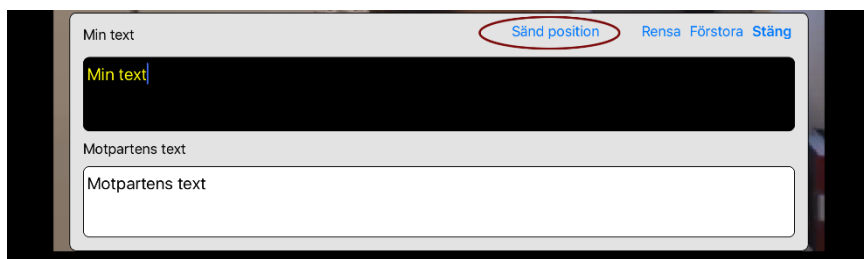 Min text Sänd position Rensa Förstora Stäng
Min text
Motpartens text
Motpartens text